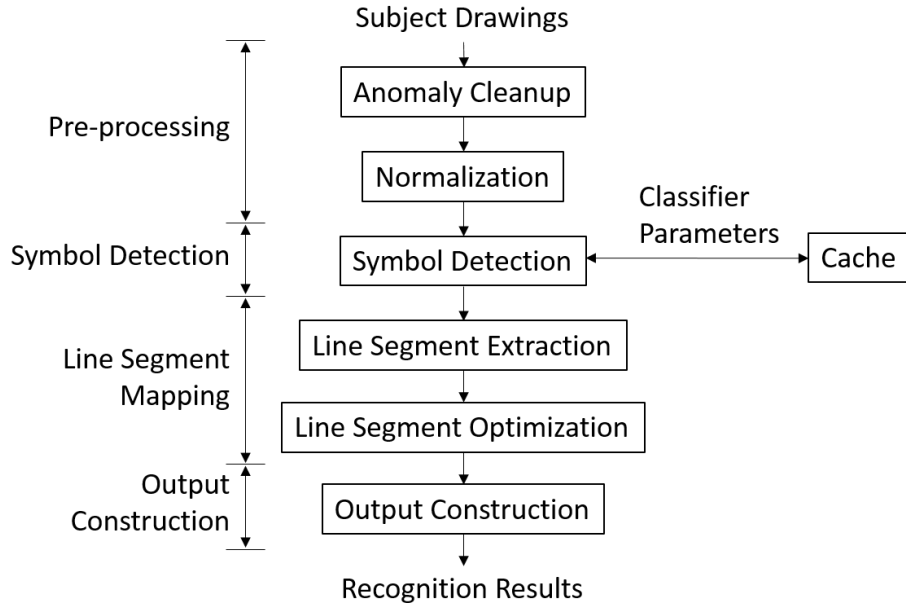 Subject Drawings
Anomaly Cleanup
Pre-processing
Normalization
Classifier
Parameters
Symbol Detection
Symbol Detection
Cache
Line Segment Extraction
Line Segment
Mapping
Line Segment Optimization
Output
Construction
Output Construction
Recognition Results